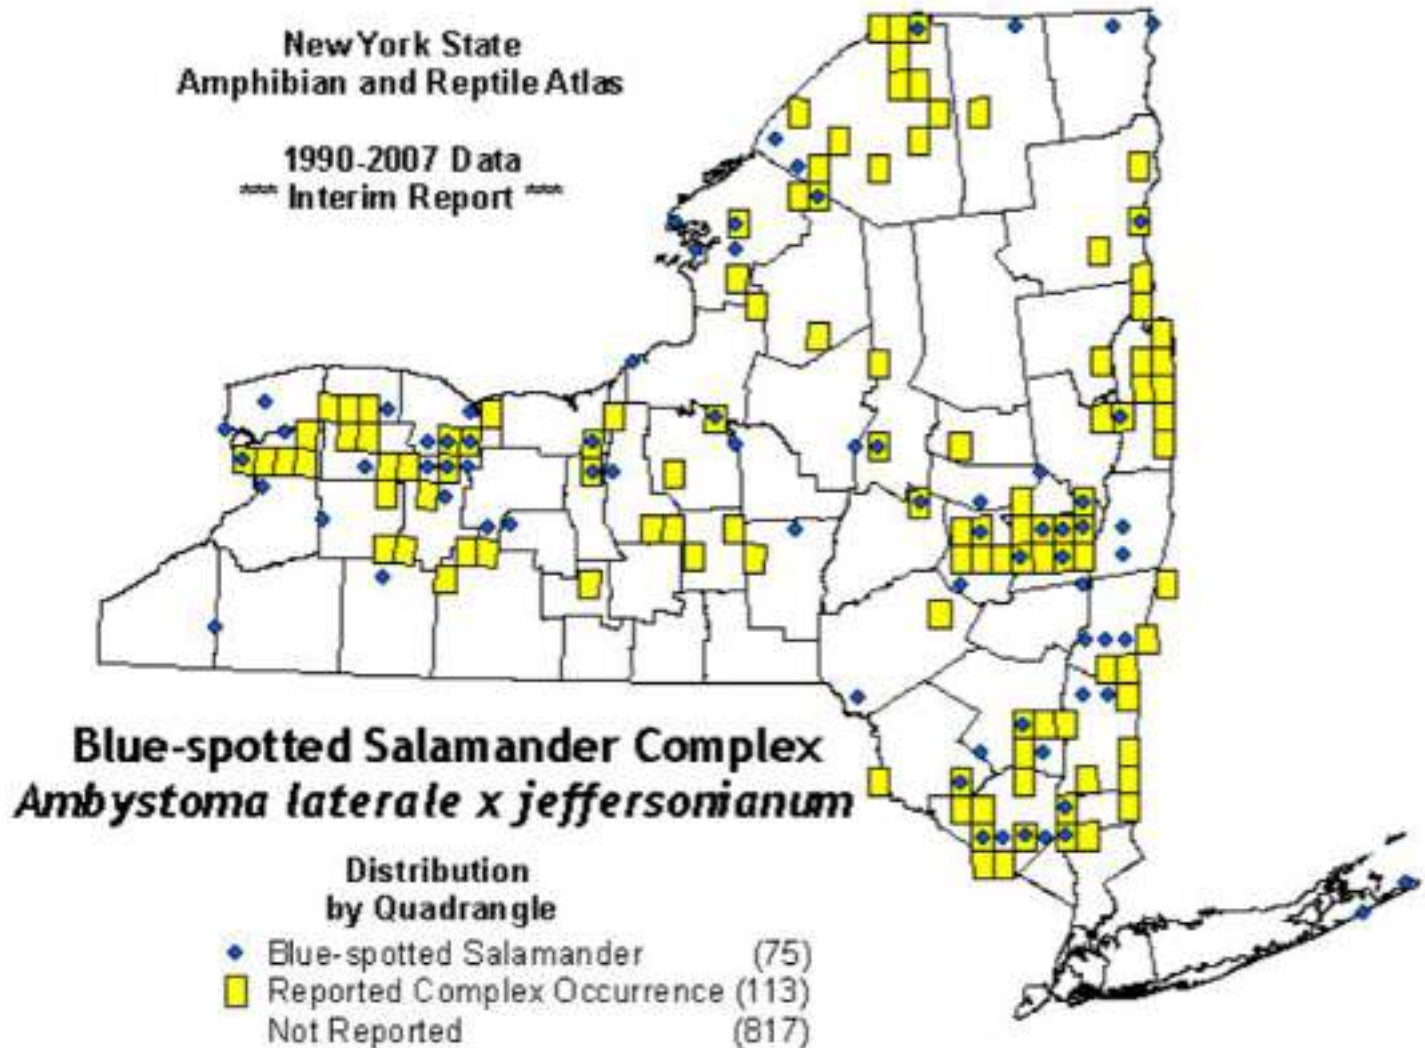 New York State
Amphibian and Reptile Atlas
1990-2007 Data
*** Interim Report ***
Blue-spotted Salamander Complex
Ambystoma laterale x jeffersonianum
Distribution
by Quadrangle
Blue-spotted Salamander (75)
Reported Complex Occurrence (113)
Not Reported (817)